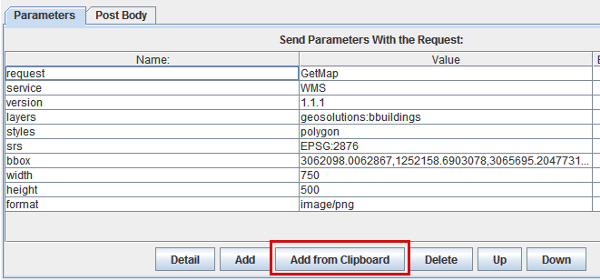 Parameters Post Body
Send Parameters With the Request:
Name: Value E
request GetMap
service WMS
version 1.1.1
layers geosolutions:bbuildings
styles polygon
srs EPSG:2876
bbox 3062098.0062867,1252158.6903078,3065695.2047731...
width 750
height 500
format image/png
Detail Add Add from Clipboard Delete Up Down